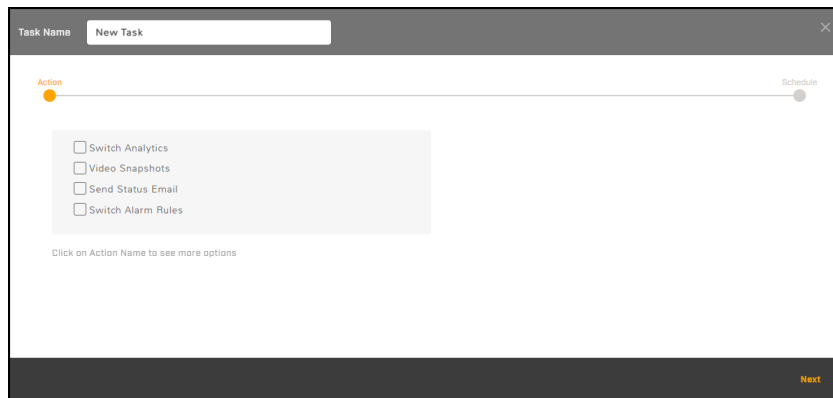 Task Name
New Task
Action
Schedule
Switch Analytics
Video Snapshots
Send Status Email
Switch Alarm Rules
Click on Action Name to see more options
Next